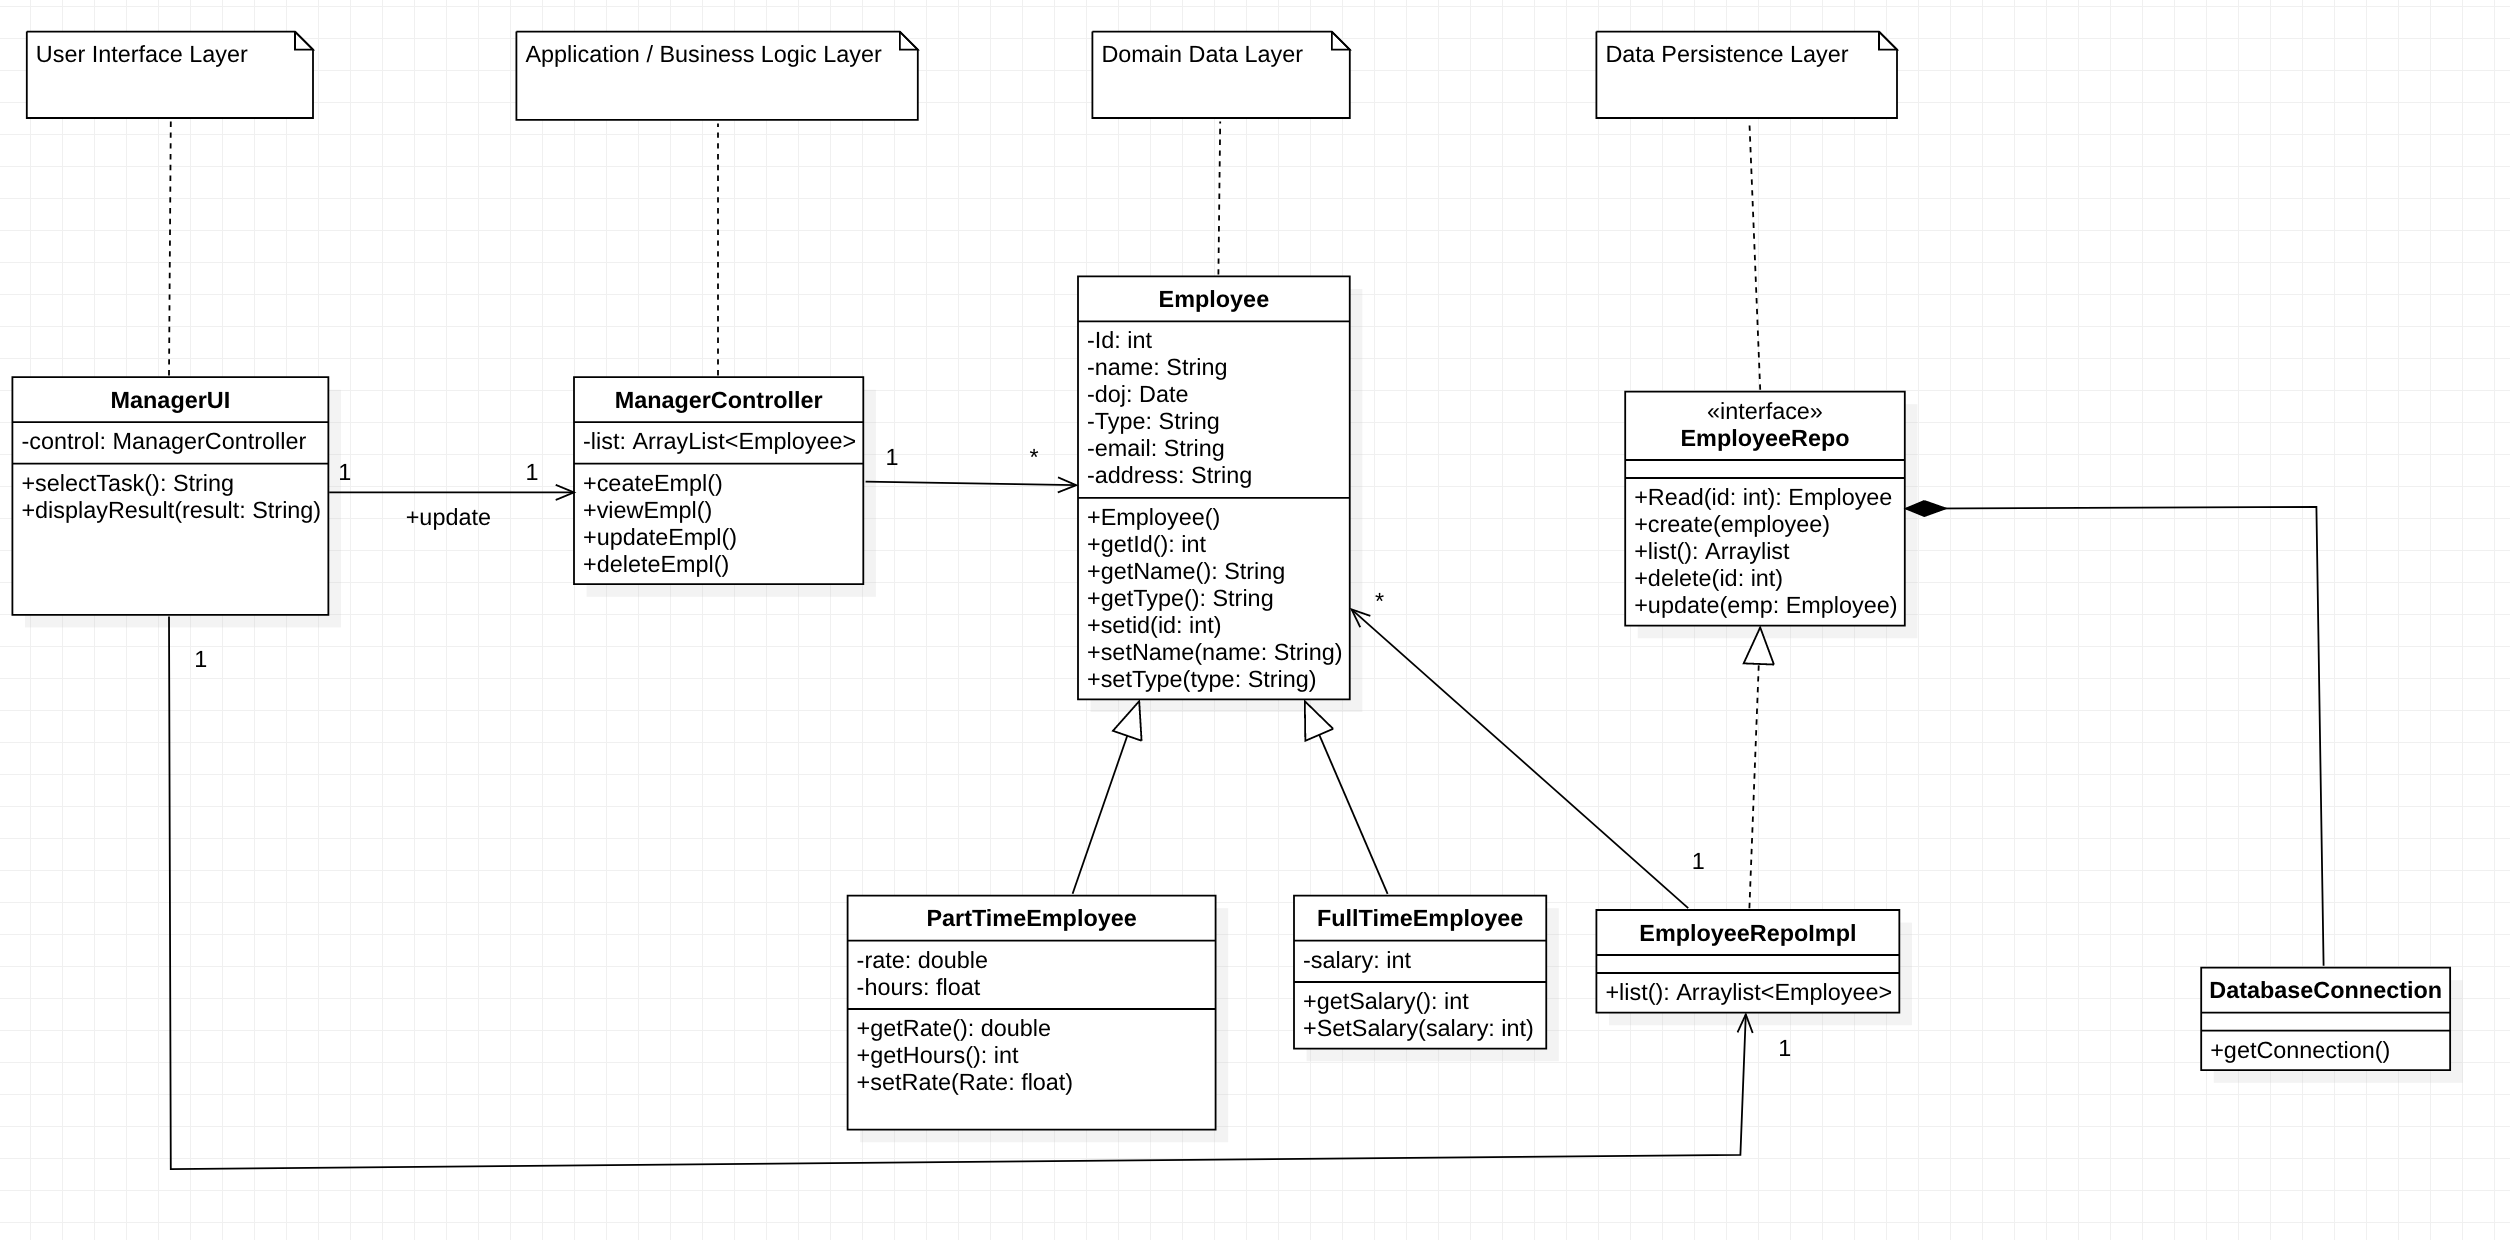 User Interface Layer
Application / Business Logic Layer
Domain Data Layer
Data Persistence Layer
ManagerUI
-control: ManagerController
+selectTask(): String
+displayResult(result: String)
1
1
+update
1
ManagerController
-list: ArrayList<Employee>
+ceateEmpl()
+viewEmpl()
+updateEmpl()
+deleteEmpl()
1
*
Employee
-Id: int
-name: String
-doj: Date
-Type: String
-email: String
-address: String
+Employee()
+getId(): int
+getName(): String
+getType(): String
+setid(id: int)
+setName(name: String)
+setType(type: String)
*
1
«interface»
EmployeeRepo
+Read(id: int): Employee
+create(employee)
+list(): Arraylist
+delete(id: int)
+update(emp: Employee)
PartTimeEmployee
-rate: double
-hours: float
+getRate(): double
+getHours(): int
+setRate(Rate: float)
FullTimeEmployee
-salary: int
+getSalary(): int
+SetSalary(salary: int)
EmployeeRepoImpl
+list(): Arraylist<Employee>
1
DatabaseConnection
+getConnection()